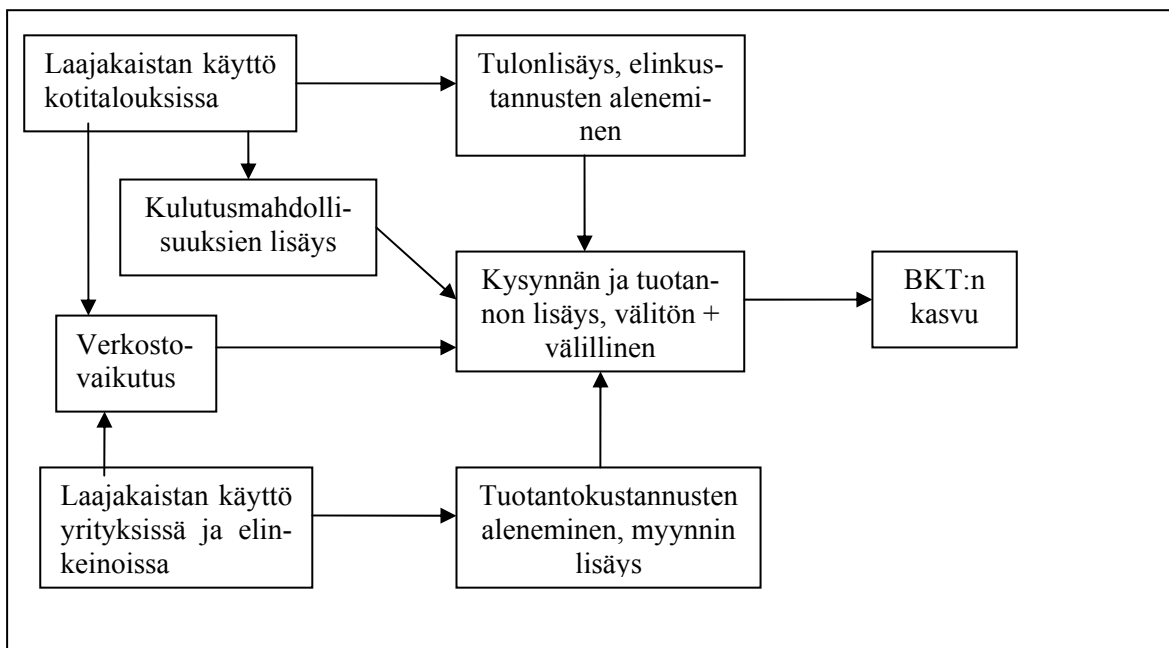 Laajakaistan käyttö
kotitalouksissa
Tulonlisäys, elinkus-
tannusten alenemi-
nen
Kulutusmahdolli-
suuksien lisäys
Kysynnän ja tuotan-
non lisäys, välitön +
välillinen
BKT:n
kasvu
Verkosto-
vaikutus
Laajakaistan käyttö
yrityksissä ja elin-
keinoissa
Tuotantokustannusten
aleneminen, myynnin
lisäys